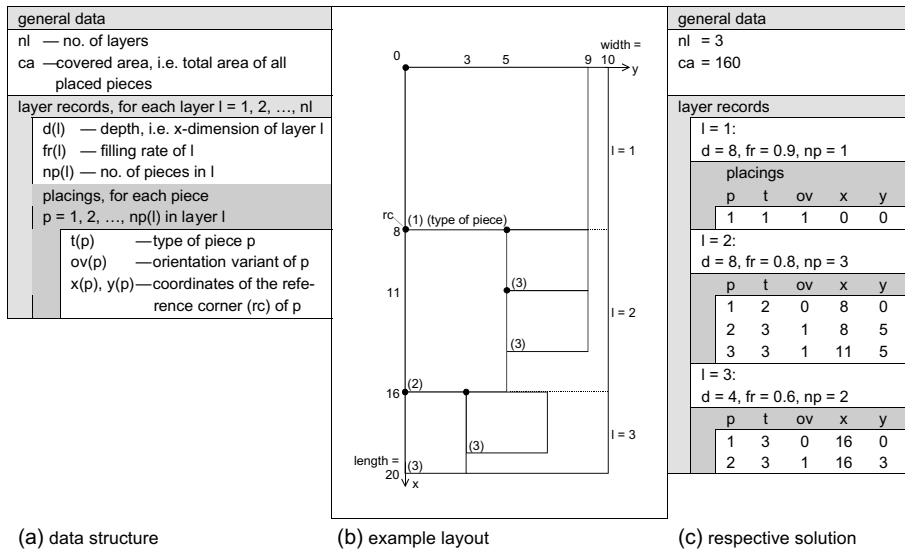 general data
nl — no. of layers
ca —covered area, i.e. total area of all
placed pieces
layer records, for each layer l = 1, 2, …, nl
d(l) — depth, i.e. x-dimension of layer l
fr(l) — filling rate of l
np(l) — no. of pieces in l
placings, for each piece
p = 1, 2, …, np(l) in layer l
t(p) —type of piece p
ov(p) —orientation variant of p
x(p), y(p)—coordinates of the refe-
rence corner (rc) of p
(a) data structure
width =
0 3 5 9 10 y
l = 1
rc
8
(1) (type of piece)
11
(3)
l = 2
(3)
16
(2)
l = 3
(3)
length =
20
(3)
x
(b) example layout
general data
nl = 3
ca = 160
layer records
l = 1:
d = 8, fr = 0.9, np = 1
placings
p t ov x y
1 1 1 0 0
l = 2:
d = 8, fr = 0.8, np = 3
p t ov x y
1 2 0 8 0
2 3 1 8 5
3 3 1 11 5
l = 3:
d = 4, fr = 0.6, np = 2
p t ov x y
1 3 0 16 0
2 3 1 16 3
(c) respective solution